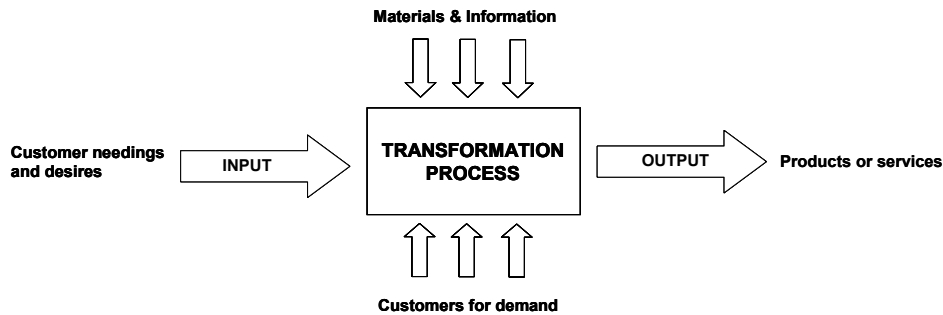 Materials & Information
Customer needings
and desires
INPUT
TRANSFORMATION
PROCESS
OUTPUT
Products or services
Customers for demand